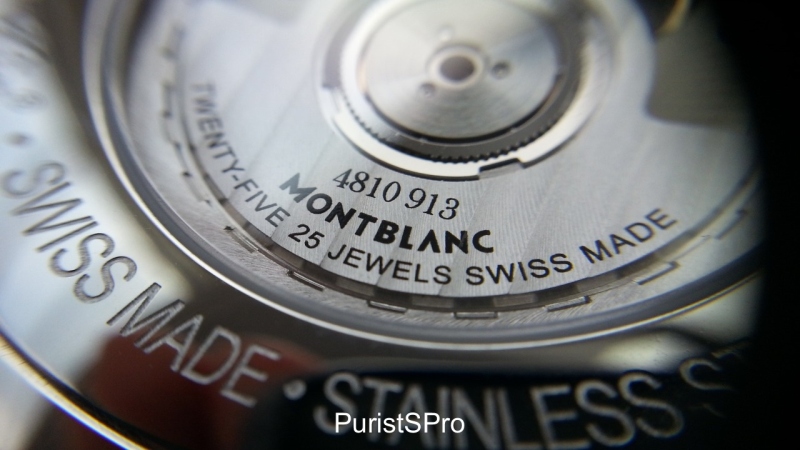 4810 913
MONTBLANC
TWENTY-FIVE 25 JEWELS SWISS MADE
SWISS MADE • STAINLESS
PuristSPro